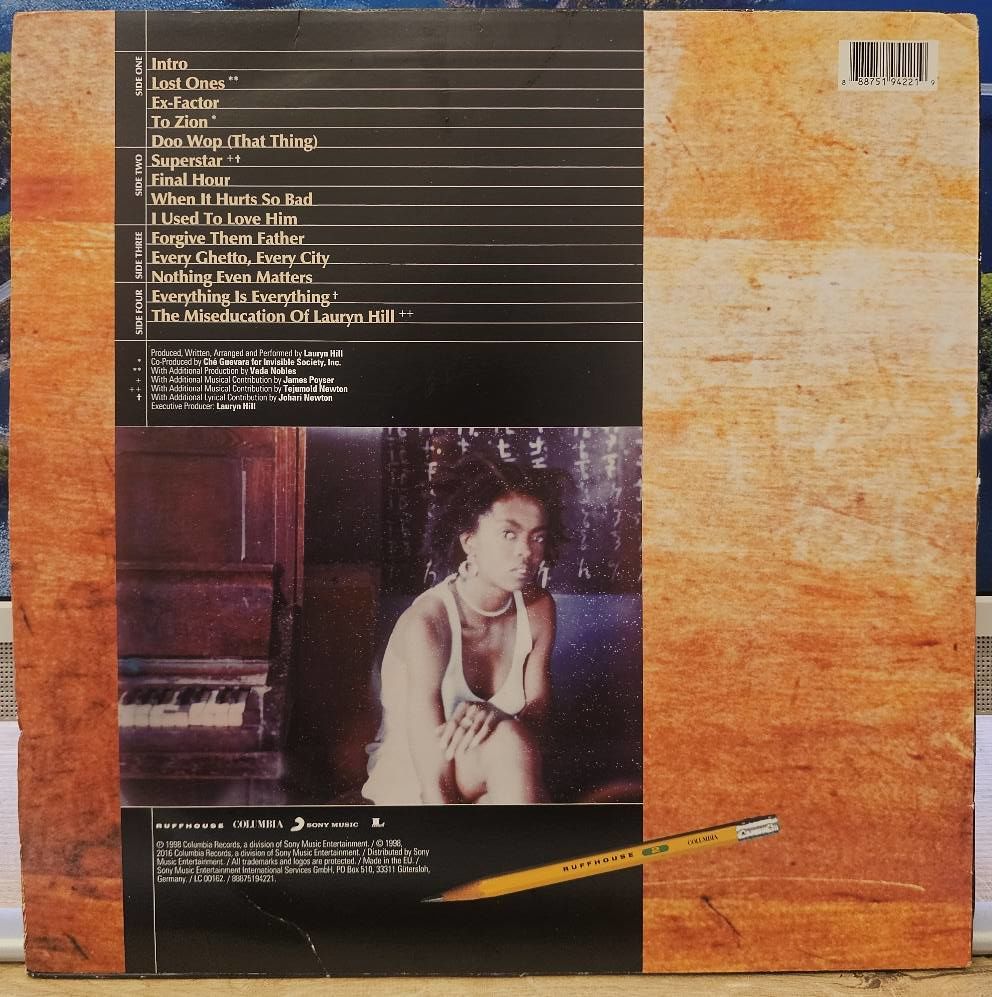 SIDE ONE
Intro
Lost Ones **
Ex-Factor
To Zion *
Doo Wop (That Thing)
SIDE TWO
Superstar +†
Final Hour
When It Hurts So Bad
I Used To Love Him
SIDE THREE
Forgive Them Father
Every Ghetto, Every City
Nothing Even Matters
SIDE FOUR
Everything Is Everything †
The Miseducation Of Lauryn Hill ++
Produced, Written, Arranged and Performed by Lauryn Hill
* Co-Produced by Ché Guevara for Invisible Society, Inc.
** With Additional Production by Vada Nobles
+ With Additional Musical Contribution by James Poyser
++ With Additional Musical Contribution by Tejumold Newton
† With Additional Lyrical Contribution by Johari Newton
Executive Producer: Lauryn Hill
8 88751 94221 9
RUFFHOUSE COLUMBIA SONY MUSIC
℗ 1998 Columbia Records, a division of Sony Music Entertainment. / © 1998,
2016 Columbia Records, a division of Sony Music Entertainment. / Distributed by Sony
Music Entertainment. / All trademarks and logos are protected. / Made in the EU. /
Sony Music Entertainment International Services GmbH, PO Box 510, 33311 Gütersloh,
Germany. / LC 00162. / 88875194221.
RUFFHOUSE COLUMBIA